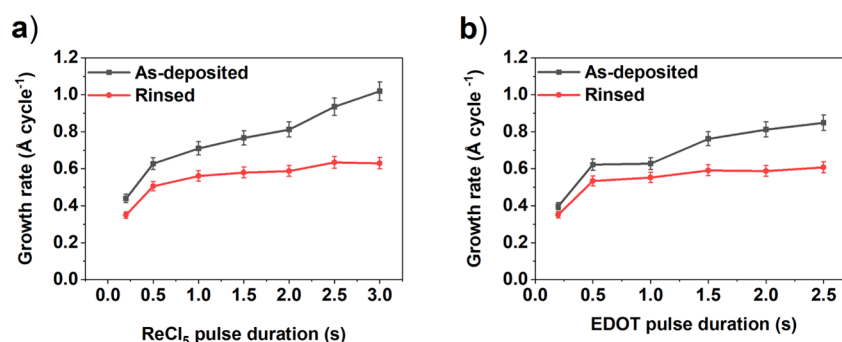 a)
1.2
1.0
0.8
0.6
0.4
0.2
0.0
Growth rate (Å cycle⁻¹)
As-deposited
Rinsed
0.0 0.5 1.0 1.5 2.0 2.5 3.0
ReCl₅ pulse duration (s)
b)
1.2
1.0
0.8
0.6
0.4
0.2
0.0
Growth rate (Å cycle⁻¹)
As-deposited
Rinsed
0.0 0.5 1.0 1.5 2.0 2.5
EDOT pulse duration (s)